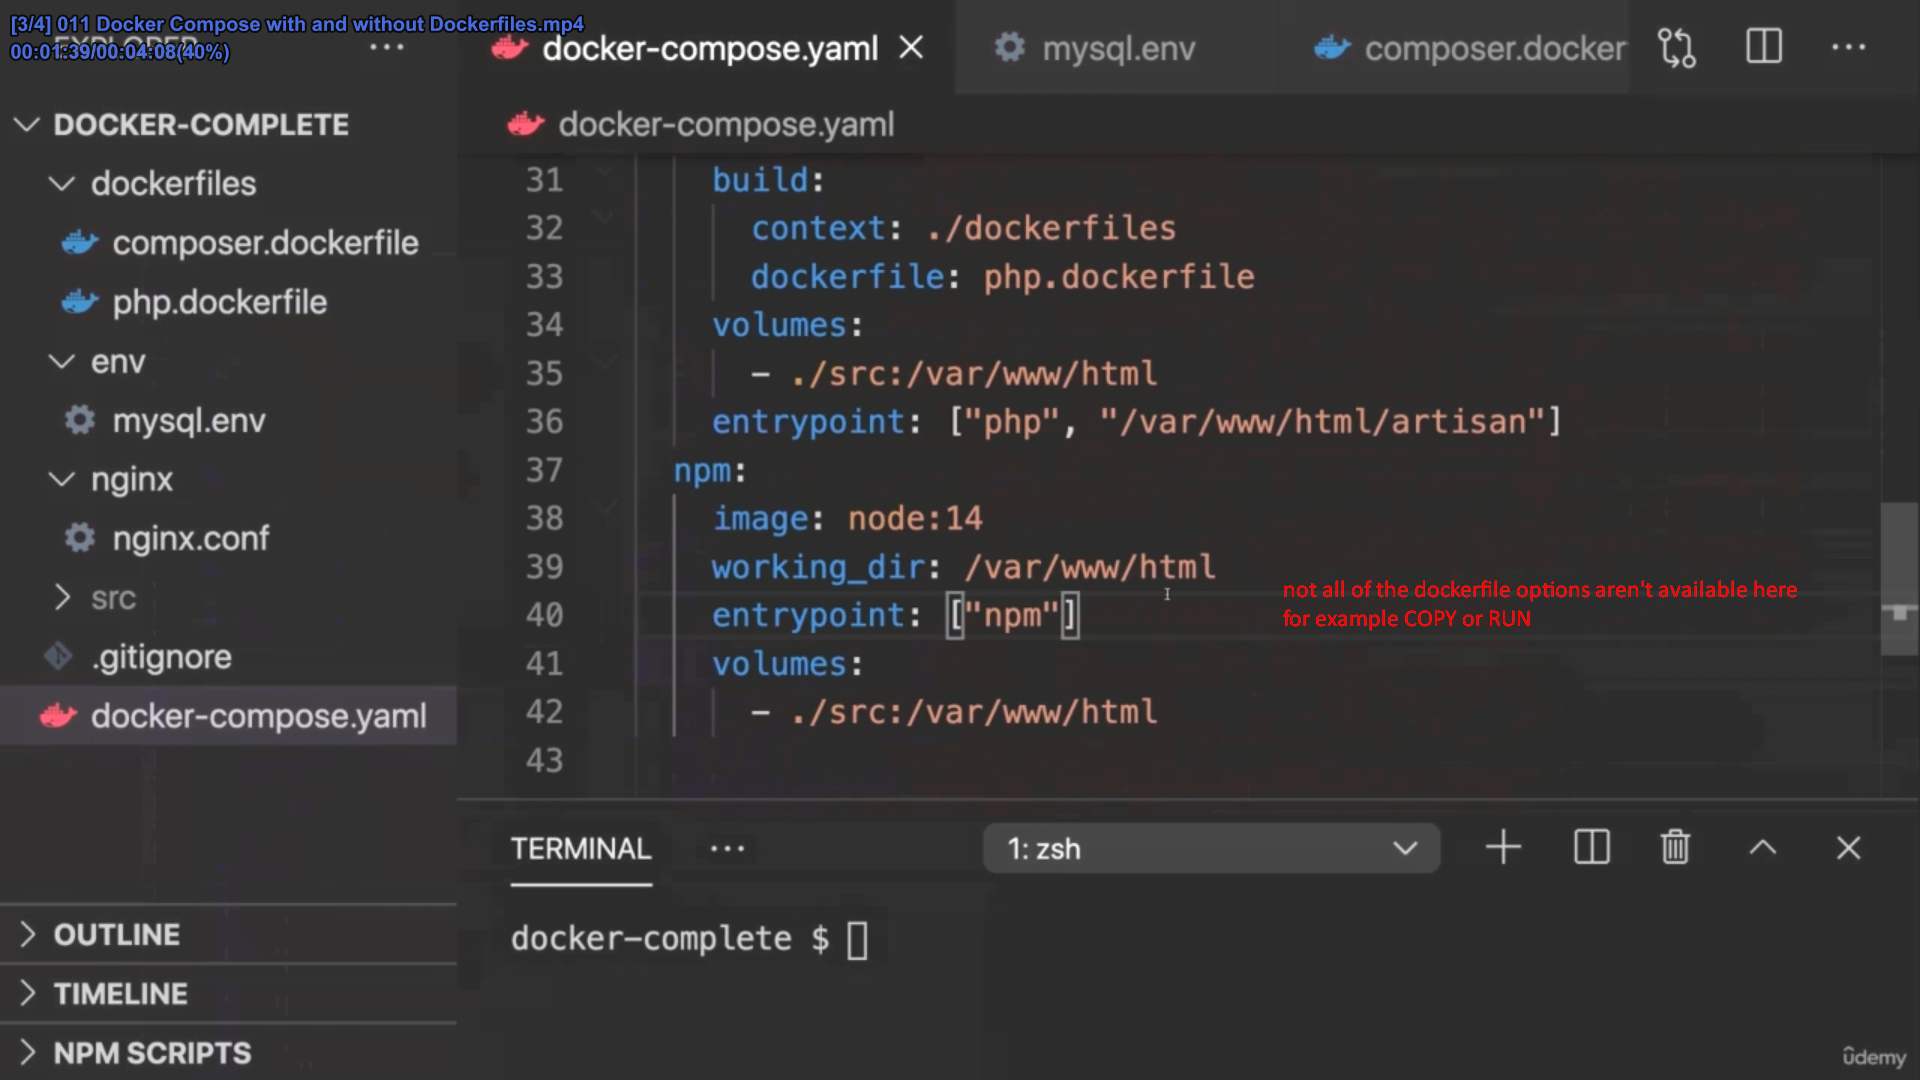 [3/4] 011 Docker Compose with and without Dockerfiles.mp4
00:01:39/00:04:08(40%)
EXPLORER
docker-compose.yaml
mysql.env
composer.docker
DOCKER-COMPLETE
dockerfiles
composer.dockerfile
php.dockerfile
env
mysql.env
nginx
nginx.conf
src
.gitignore
docker-compose.yaml
OUTLINE
TIMELINE
NPM SCRIPTS
docker-compose.yaml
31 build:
32 context: ./dockerfiles
33 dockerfile: php.dockerfile
34 volumes:
35 - ./src:/var/www/html
36 entrypoint: ["php", "/var/www/html/artisan"]
37 npm:
38 image: node:14
39 working_dir: /var/www/html
40 entrypoint: ["npm"]
41 volumes:
42 - ./src:/var/www/html
43
not all of the dockerfile options aren't available here
for example COPY or RUN
TERMINAL
1: zsh
docker-complete $
ûdemy